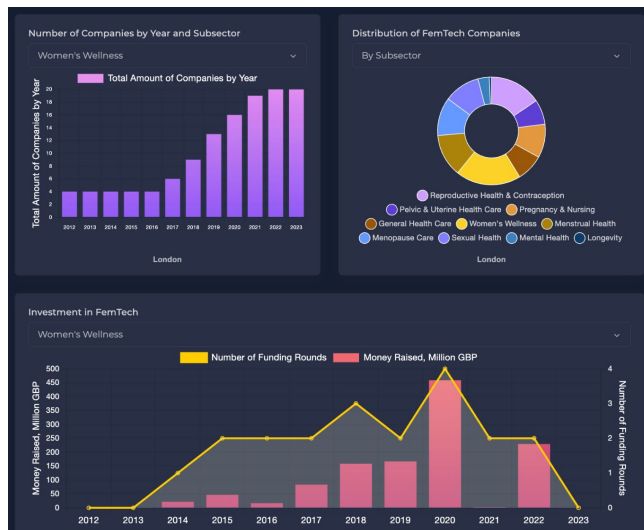 Number of Companies by Year and Subsector
Women's Wellness
Total Amount of Companies by Year
Total Amount of Companies by Year
20
18
16
14
12
10
8
6
4
2
0
2012 2013 2014 2015 2016 2017 2018 2019 2020 2021 2022 2023
London
Distribution of FemTech Companies
By Subsector
Reproductive Health & Contraception
Pelvic & Uterine Health Care Pregnancy & Nursing
General Health Care Women's Wellness Menstrual Health
Menopause Care Sexual Health Mental Health Longevity
London
Investment in FemTech
Women's Wellness
Number of Funding Rounds Money Raised, Million GBP
Money Raised, Million GBP
500
450
400
350
300
250
200
150
100
50
0
4
3
2
1
0
Number of Funding Rounds
2012 2013 2014 2015 2016 2017 2018 2019 2020 2021 2022 2023